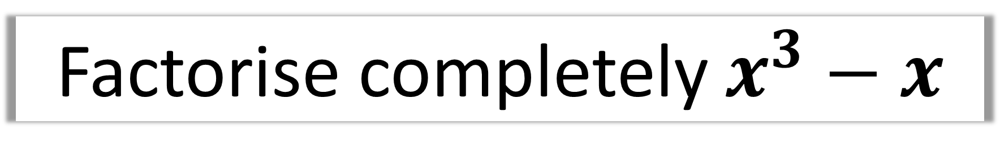 Factorise completely x³ − x